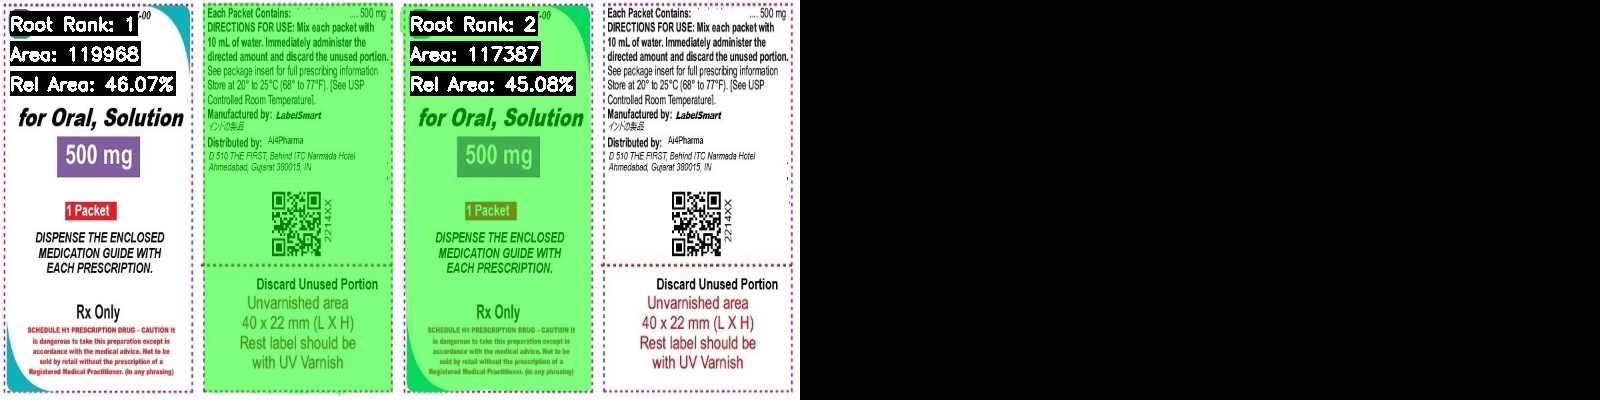 Root Rank: 1
-00
Area: 119968
Rel Area: 46.07%
for Oral, Solution
500 mg
1 Packet
DISPENSE THE ENCLOSED
MEDICATION GUIDE WITH
EACH PRESCRIPTION.
Rx Only
SCHEDULE H1 PRESCRIPTION DRUG – CAUTION It
is dangerous to take this preparation except in
accordance with the medical advice. Not to be
sold by retail without the prescription of a
Registered Medical Practitioner. (in any phrasing)
Each Packet Contains: .... 500 mg
DIRECTIONS FOR USE: Mix each packet with
10 mL of water. Immediately administer the
directed amount and discard the unused portion.
See package insert for full prescribing information
Store at 20° to 25°C (68° to 77°F). [See USP
Controlled Room Temperature].
Manufactured by: LabelSmart
インドの製品
Distributed by: Ai4Pharma
D 510 THE FIRST, Behind ITC Narmada Hotel
Ahmedabad, Gujarat 380015, IN
2214XX
Discard Unused Portion
Unvarnished area
40 x 22 mm (L X H)
Rest label should be
with UV Varnish
Root Rank: 2
-00
Area: 117387
Rel Area: 45.08%
for Oral, Solution
500 mg
1 Packet
DISPENSE THE ENCLOSED
MEDICATION GUIDE WITH
EACH PRESCRIPTION.
Rx Only
SCHEDULE H1 PRESCRIPTION DRUG – CAUTION It
is dangerous to take this preparation except in
accordance with the medical advice. Not to be
sold by retail without the prescription of a
Registered Medical Practitioner. (in any phrasing)
Each Packet Contains: .... 500 mg
DIRECTIONS FOR USE: Mix each packet with
10 mL of water. Immediately administer the
directed amount and discard the unused portion.
See package insert for full prescribing information
Store at 20° to 25°C (68° to 77°F). [See USP
Controlled Room Temperature].
Manufactured by: LabelSmart
インドの製品
Distributed by: Ai4Pharma
D 510 THE FIRST, Behind ITC Narmada Hotel
Ahmedabad, Gujarat 380015, IN
2214XX
Discard Unused Portion
Unvarnished area
40 x 22 mm (L X H)
Rest label should be
with UV Varnish